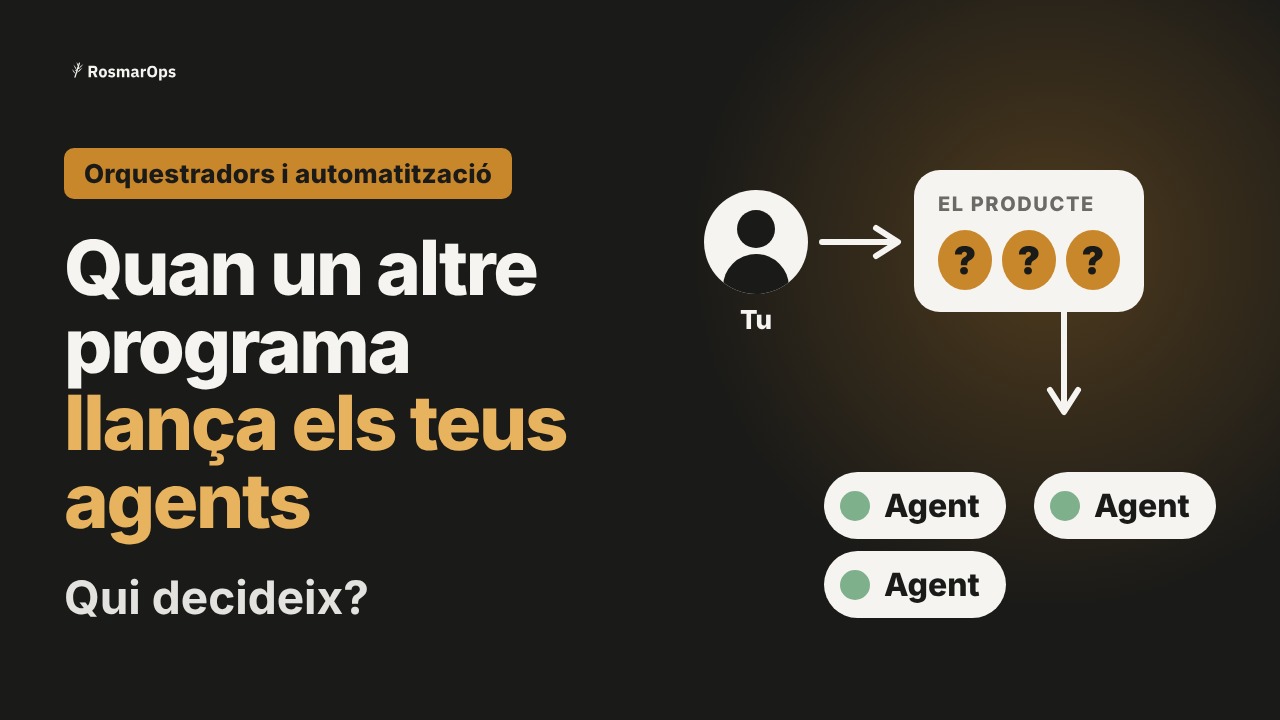 RosmarOps
Orquestradors i automatització
Quan un altre
programa
llança els teus
agents
Qui decideix?
Tu
EL PRODUCTE
? ? ?
Agent
Agent
Agent